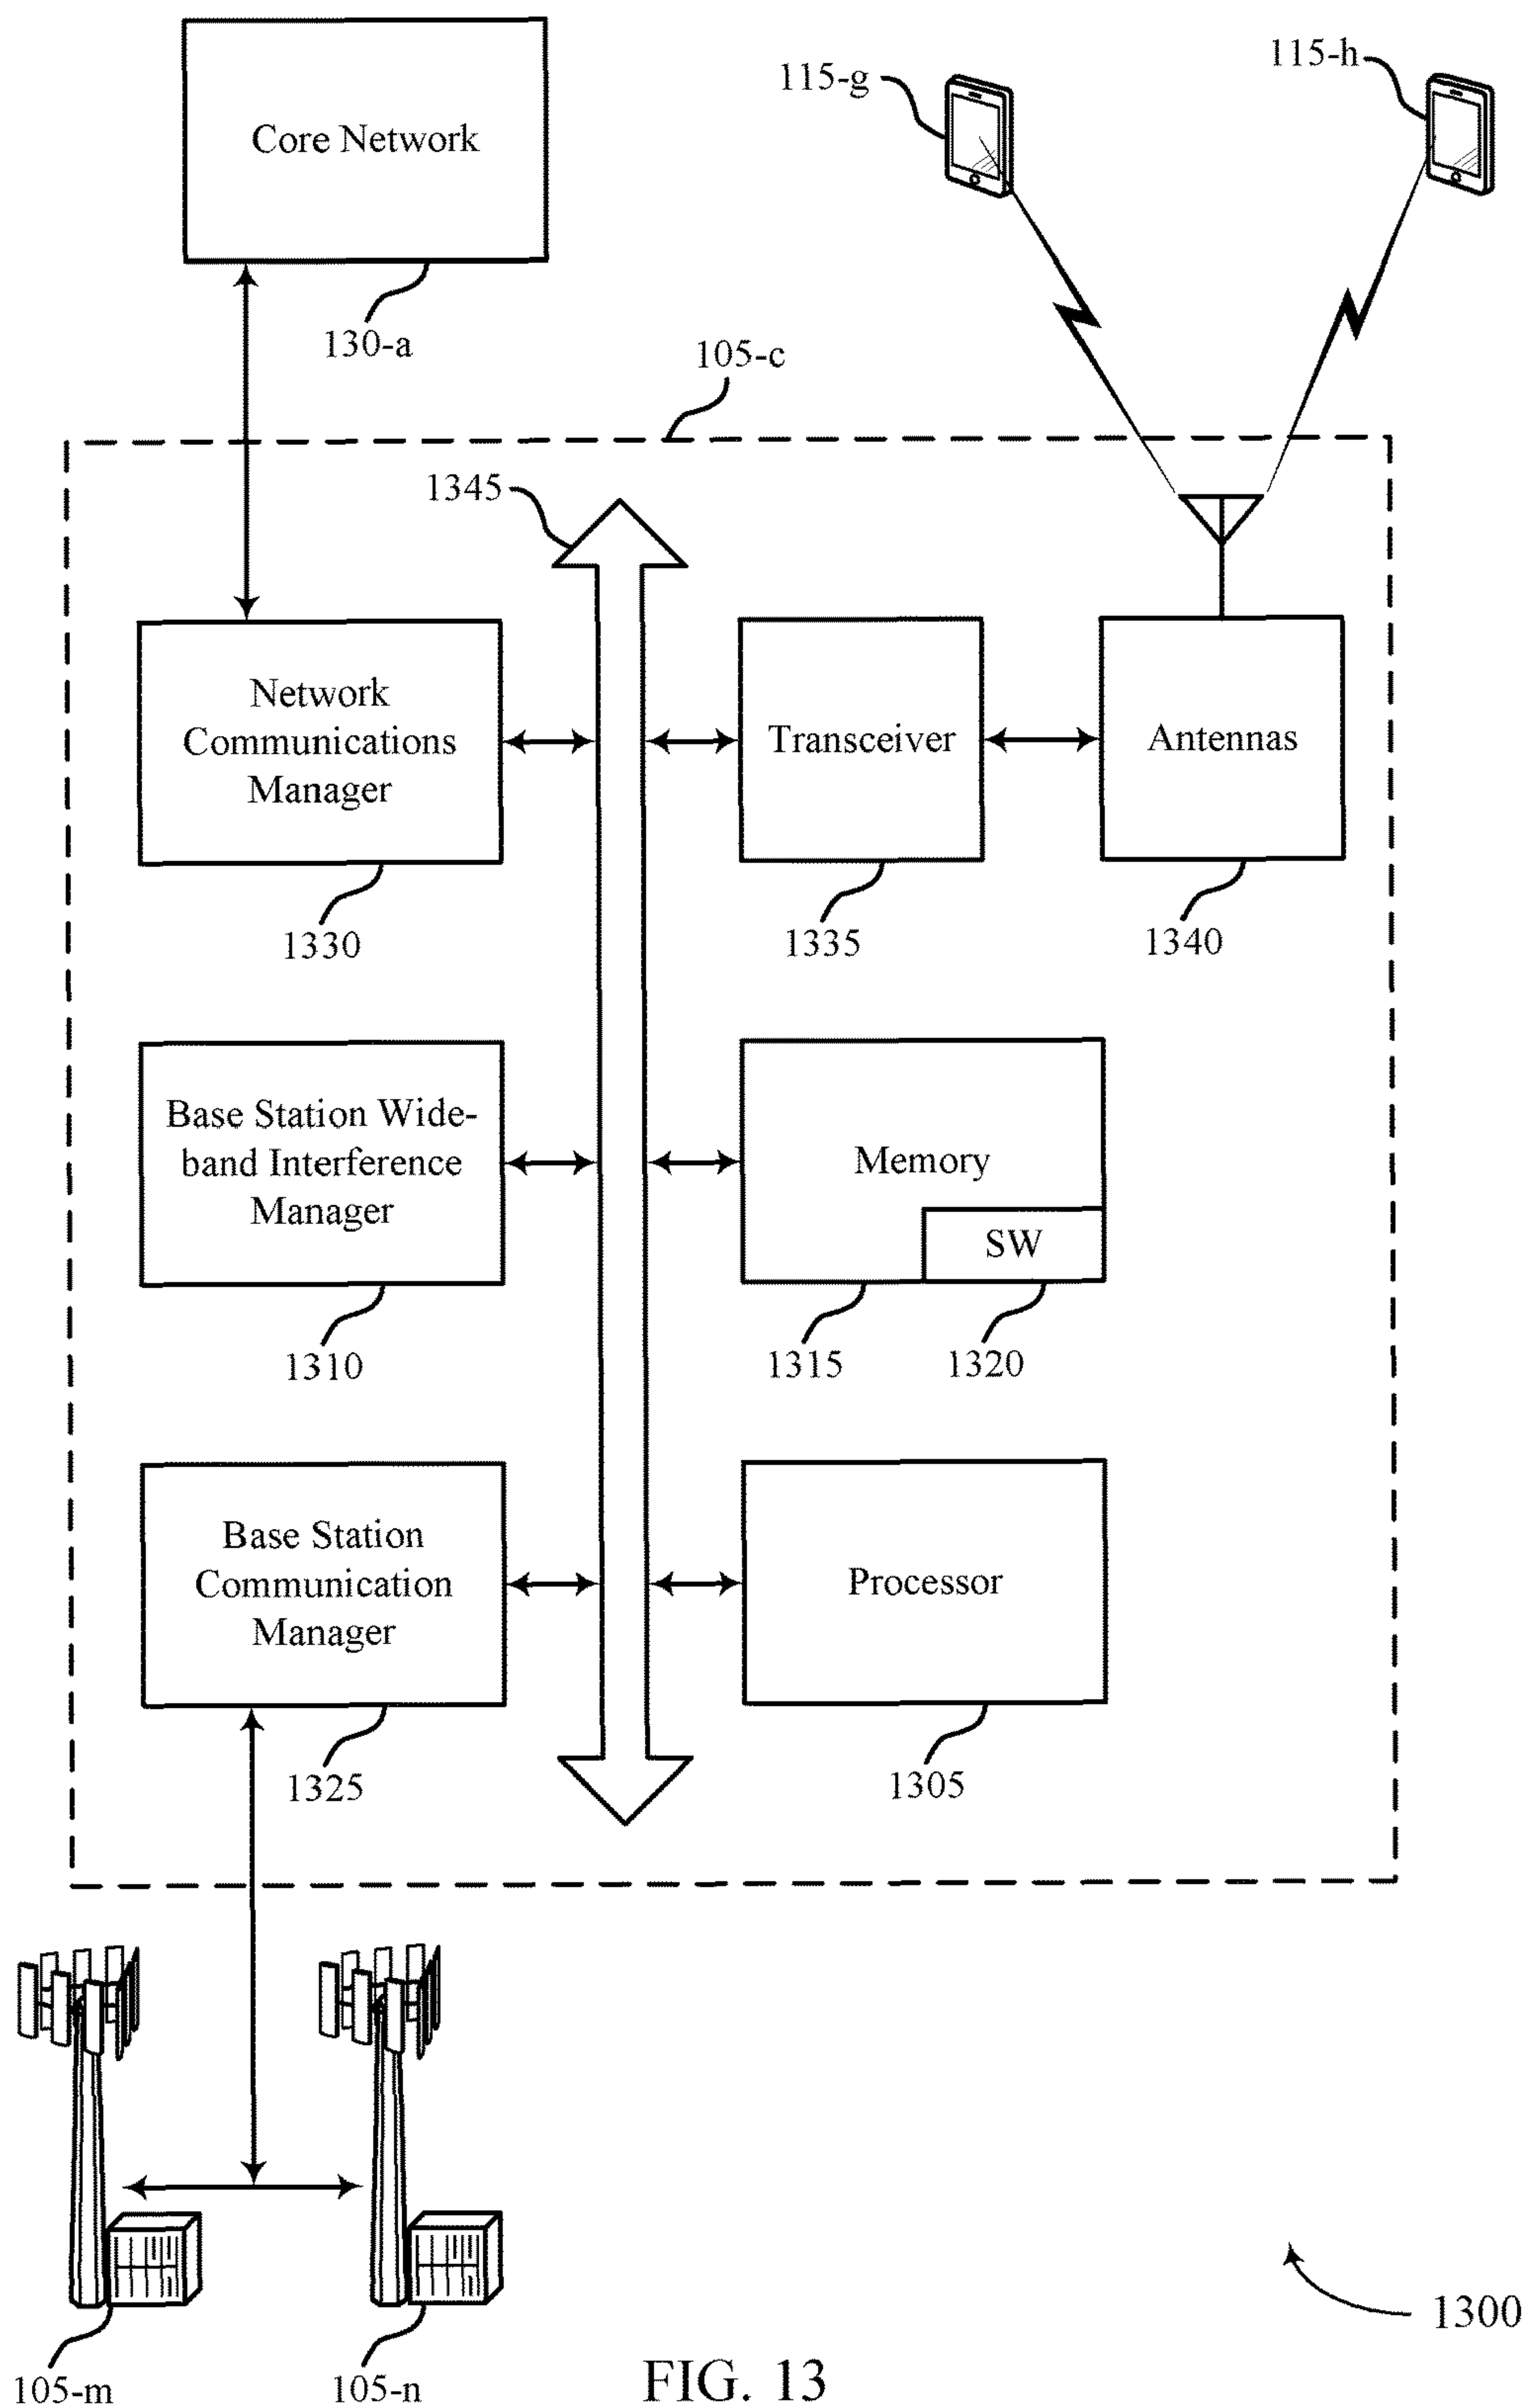 Core Network
130-a
115-g
115-h
105-c
1345
Network
Communications
Manager
1330
Transceiver
1335
Antennas
1340
Base Station Wide-
band Interference
Manager
1310
Memory
SW
1315
1320
Base Station
Communication
Manager
1325
Processor
1305
105-m
105-n
1300
FIG. 13